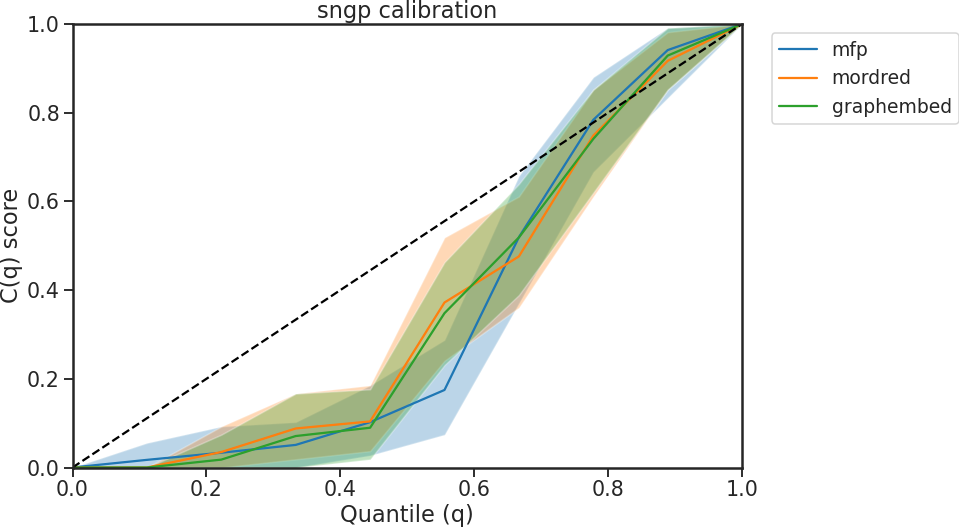 sngp calibration
C(q) score
1.0
0.8
0.6
0.4
0.2
0.0
0.0 0.2 0.4 0.6 0.8 1.0
Quantile (q)
mfp
mordred
graphembed